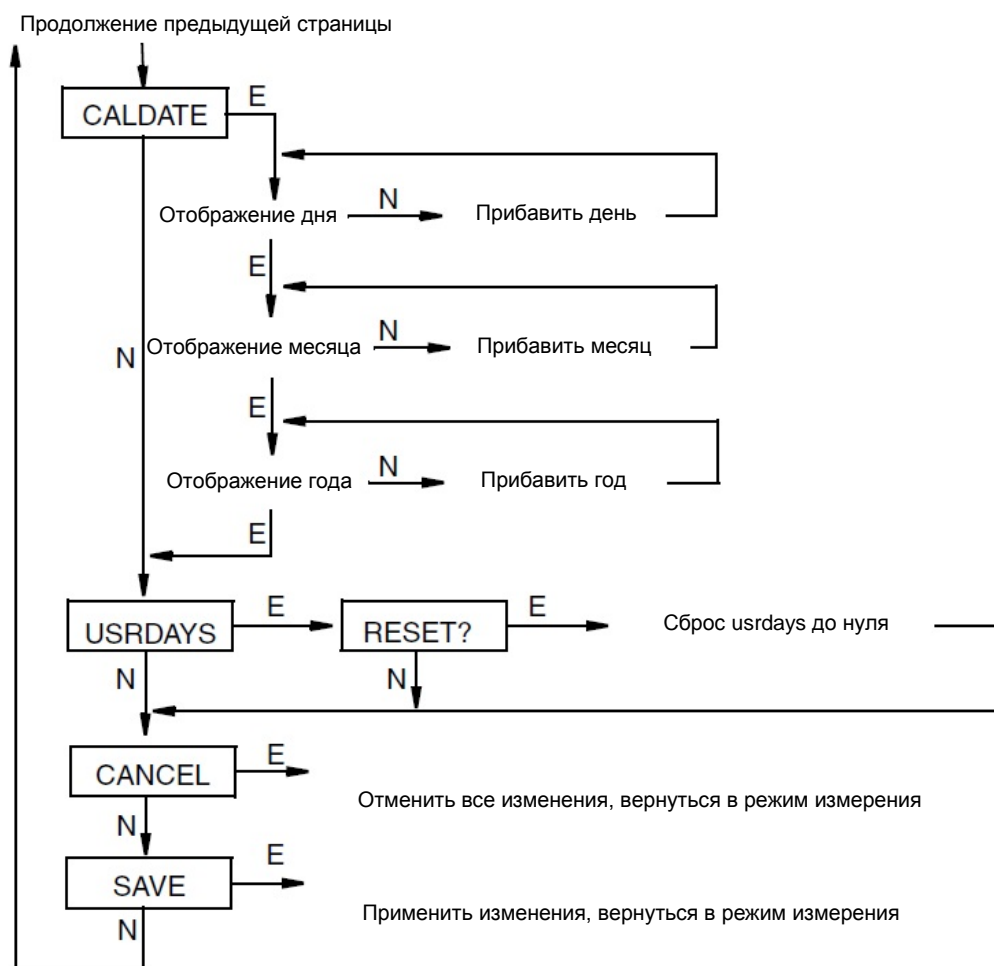 Продолжение предыдущей страницы
E
CALDATE
Отображение дня
N
Прибавить день
E
N
Отображение месяца
N
Прибавить месяц
E
Отображение года
N
Прибавить год
E
USRDAYS
E
RESET?
E
Сброс usrdays до нуля
N
N
CANCEL
E
Отменить все изменения, вернуться в режим измерения
N
SAVE
E
Применить изменения, вернуться в режим измерения
N